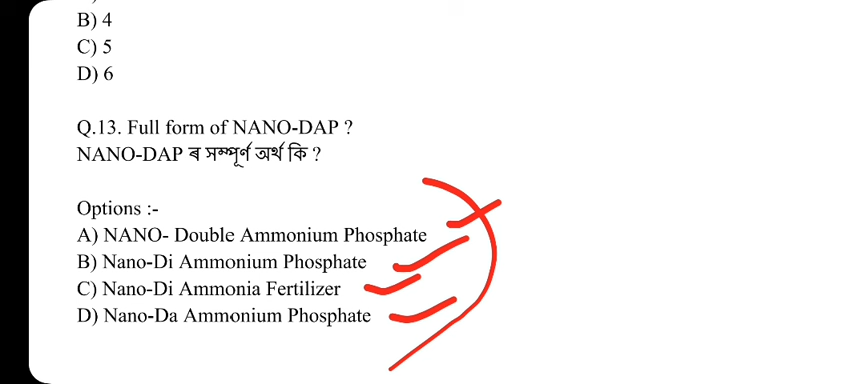 B) 4
C) 5
D) 6
Q.13. Full form of NANO-DAP ?
NANO-DAP ৰ সম্পূৰ্ণ অৰ্থ কি ?
Options :-
A) NANO- Double Ammonium Phosphate
B) Nano-Di Ammonium Phosphate
C) Nano-Di Ammonia Fertilizer
D) Nano-Da Ammonium Phosphate